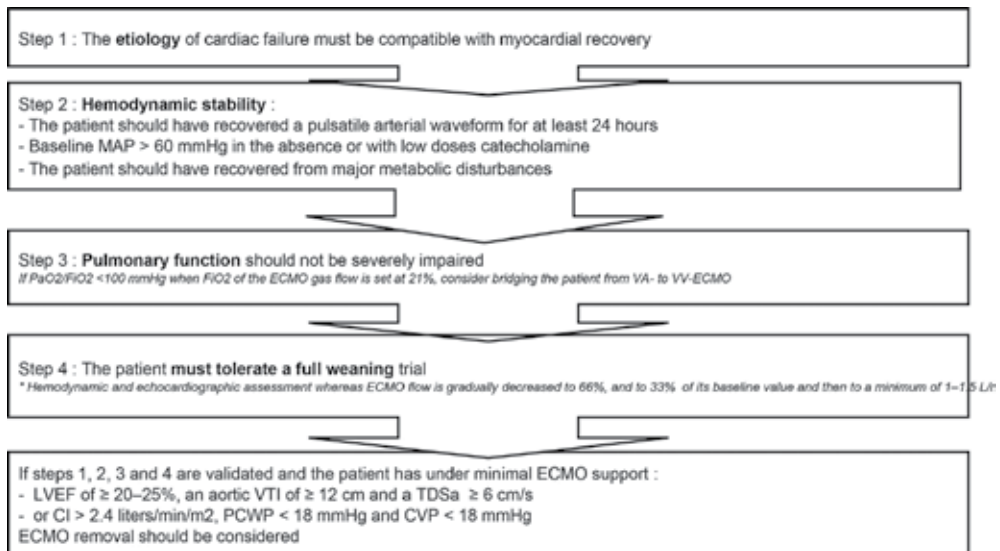 Step 1 : The etiology of cardiac failure must be compatible with myocardial recovery
Step 2 : Hemodynamic stability :
- The patient should have recovered a pulsatile arterial waveform for at least 24 hours
- Baseline MAP > 60 mmHg in the absence or with low doses catecholamine
- The patient should have recovered from major metabolic disturbances
Step 3 : Pulmonary function should not be severely impaired
If PaO2/FiO2 <100 mmHg when FiO2 of the ECMO gas flow is set at 21%, consider bridging the patient from VA- to VV-ECMO
Step 4 : The patient must tolerate a full weaning trial
* Hemodynamic and echocardiographic assessment whereas ECMO flow is gradually decreased to 66%, and to 33% of its baseline value and then to a minimum of 1–1.5
If steps 1, 2, 3 and 4 are validated and the patient has under minimal ECMO support :
- LVEF of ≥ 20–25%, an aortic VTI of ≥ 12 cm and a TDSa ≥ 6 cm/s
- or CI > 2.4 liters/min/m2, PCWP < 18 mmHg and CVP < 18 mmHg
ECMO removal should be considered